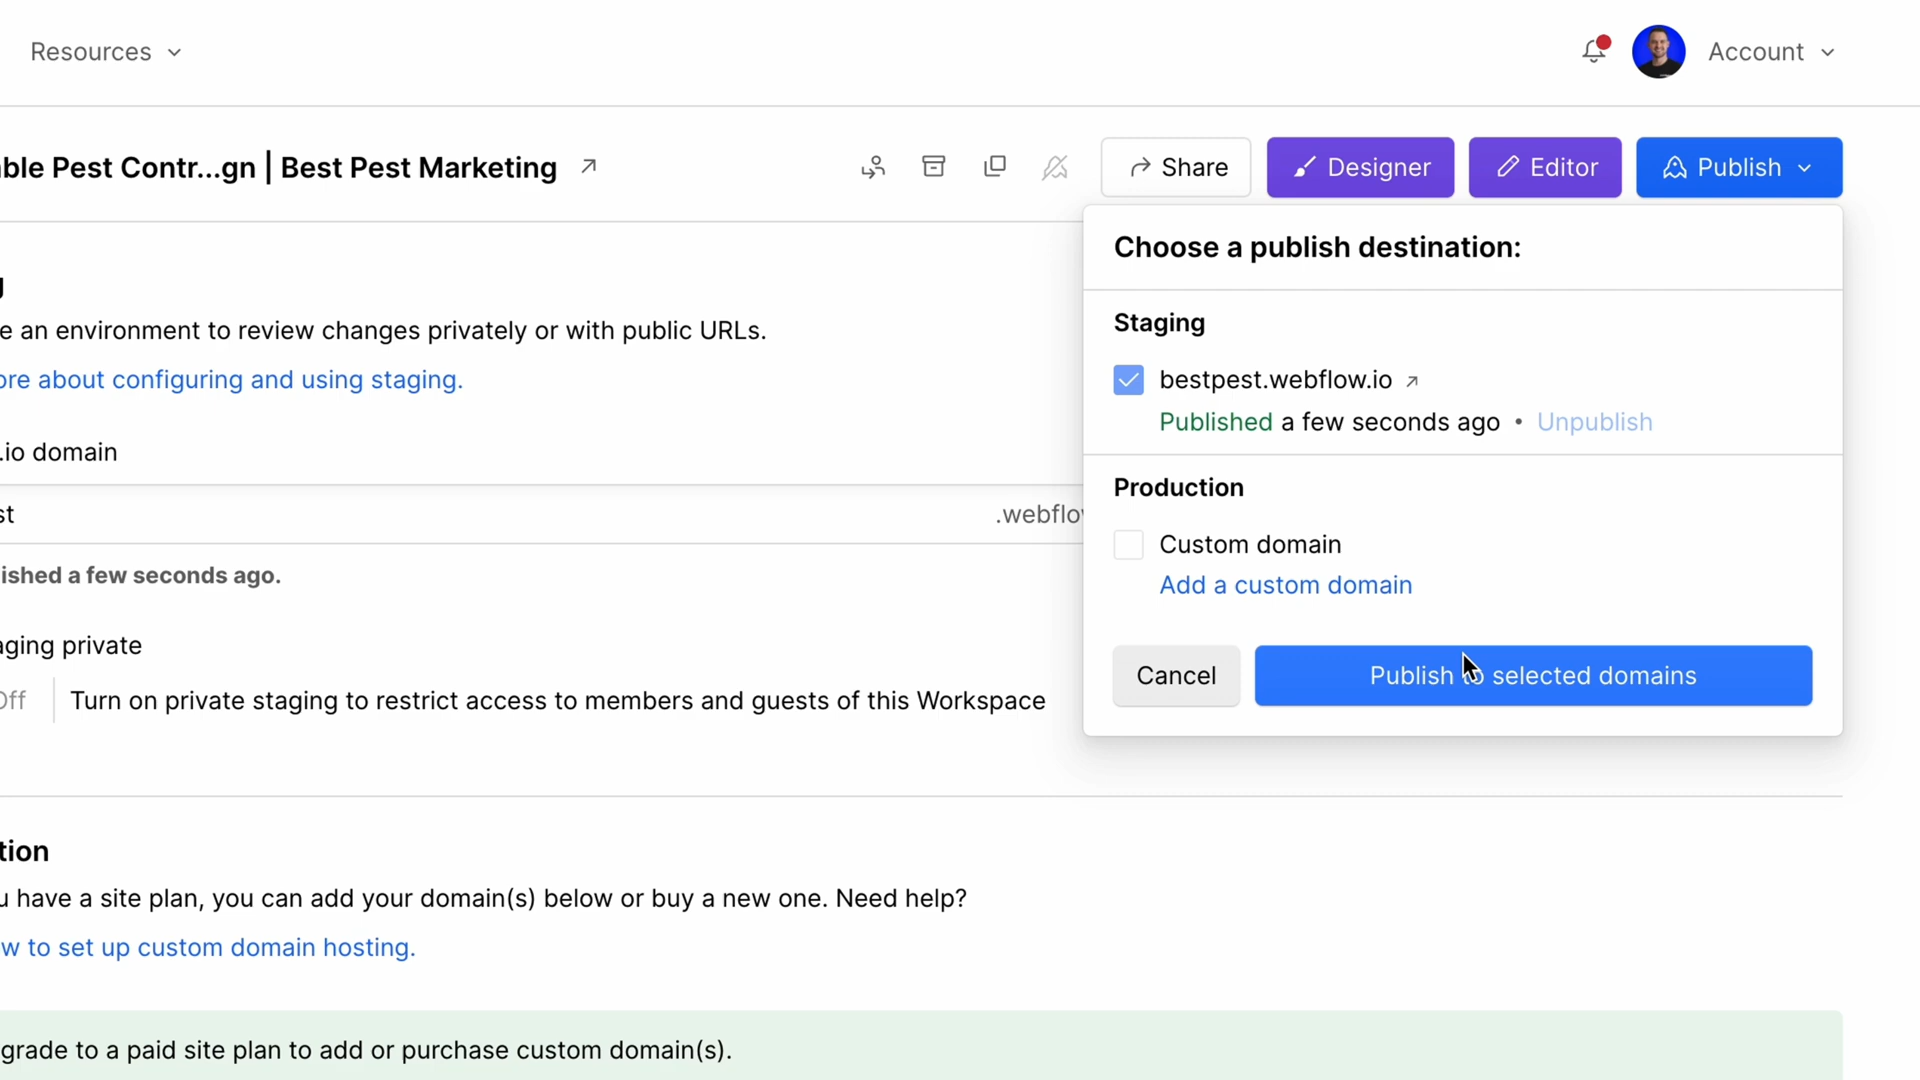 Resources
Account
ble Pest Contr...gn | Best Pest Marketing
Share
Designer
Editor
Publish
Choose a publish destination:
g
e an environment to review changes privately or with public URLs.
Staging
ore about configuring and using staging.
bestpest.webflow.io
Published a few seconds ago • Unpublish
.io domain
Production
st
.webflow
Custom domain
ished a few seconds ago.
Add a custom domain
aging private
Cancel
Publish to selected domains
Off
Turn on private staging to restrict access to members and guests of this Workspace
tion
u have a site plan, you can add your domain(s) below or buy a new one. Need help?
w to set up custom domain hosting.
grade to a paid site plan to add or purchase custom domain(s).